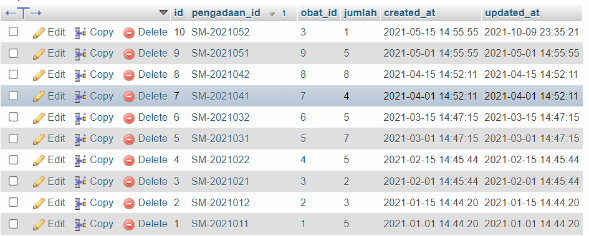 id pengadaan_id 1 obat_id jumlah created_at updated_at
Edit Copy Delete 10 SM-2021052 3 1 2021-05-15 14:55:55 2021-10-09 23:35:21
Edit Copy Delete 9 SM-2021051 9 5 2021-05-01 14:55:55 2021-05-01 14:55:55
Edit Copy Delete 8 SM-2021042 8 8 2021-04-15 14:52:11 2021-04-15 14:52:11
Edit Copy Delete 7 SM-2021041 7 4 2021-04-01 14:52:11 2021-04-01 14:52:11
Edit Copy Delete 6 SM-2021032 6 5 2021-03-15 14:47:15 2021-03-15 14:47:15
Edit Copy Delete 5 SM-2021031 5 7 2021-03-01 14:47:15 2021-03-01 14:47:15
Edit Copy Delete 4 SM-2021022 4 5 2021-02-15 14:45:44 2021-02-15 14:45:44
Edit Copy Delete 3 SM-2021021 3 2 2021-02-01 14:45:44 2021-02-01 14:45:44
Edit Copy Delete 2 SM-2021012 2 3 2021-01-15 14:44:20 2021-01-15 14:44:20
Edit Copy Delete 1 SM-2021011 1 5 2021-01-01 14:44:20 2021-01-01 14:44:20